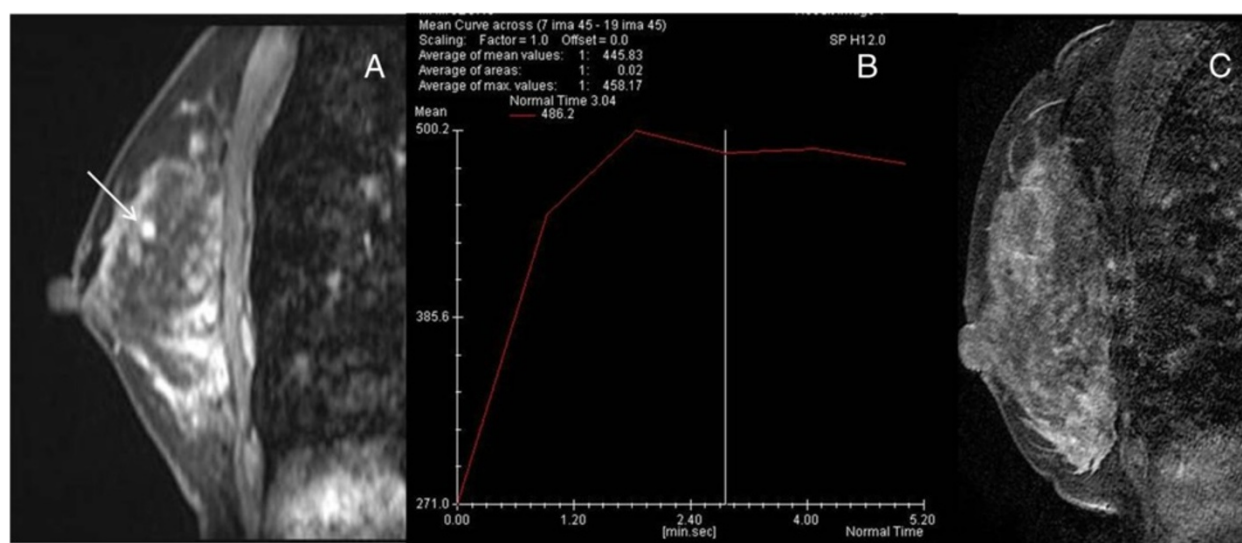 A
Mean Curve across (7 ima 45 - 19 ima 45)
Scaling: Factor = 1.0 Offset = 0.0
SP H12.0
Average of mean values: 1: 445.83
Average of areas: 1: 0.02
Average of max. values: 1: 458.17
B
C
Normal Time 3.04
Mean
486.2
500.2
385.6
271.0
0.00
1.20
2.40
4.00
5.20
[min.sec]
Normal Time